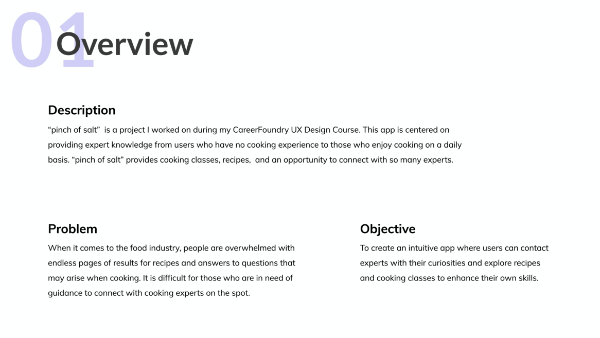 01
Overview
Description
“pinch of salt”  is a project I worked on during my CareerFoundry UX Design Course. This app is centered on
providing expert knowledge from users who have no cooking experience to those who enjoy cooking on a daily
basis. “pinch of salt” provides cooking classes, recipes,  and an opportunity to connect with so many experts.
Problem
When it comes to the food industry, people are overwhelmed with
endless pages of results for recipes and answers to questions that
may arise when cooking. It is difficult for those who are in need of
guidance to connect with cooking experts on the spot.
Objective
To create an intuitive app where users can contact
experts with their curiosities and explore recipes
and cooking classes to enhance their own skills.